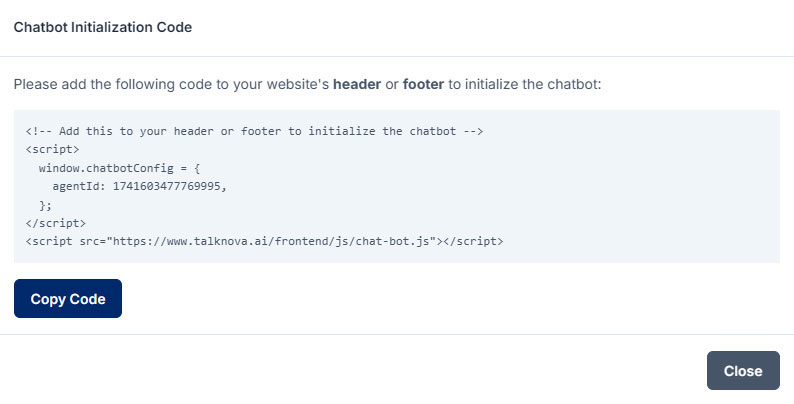 Chatbot Initialization Code
Please add the following code to your website's header or footer to initialize the chatbot:
<!-- Add this to your header or footer to initialize the chatbot -->
<script>
  window.chatbotConfig = {
    agentId: 1741603477769995,
  };
</script>
<script src="https://www.talknova.ai/frontend/js/chat-bot.js"></script>
Copy Code
Close